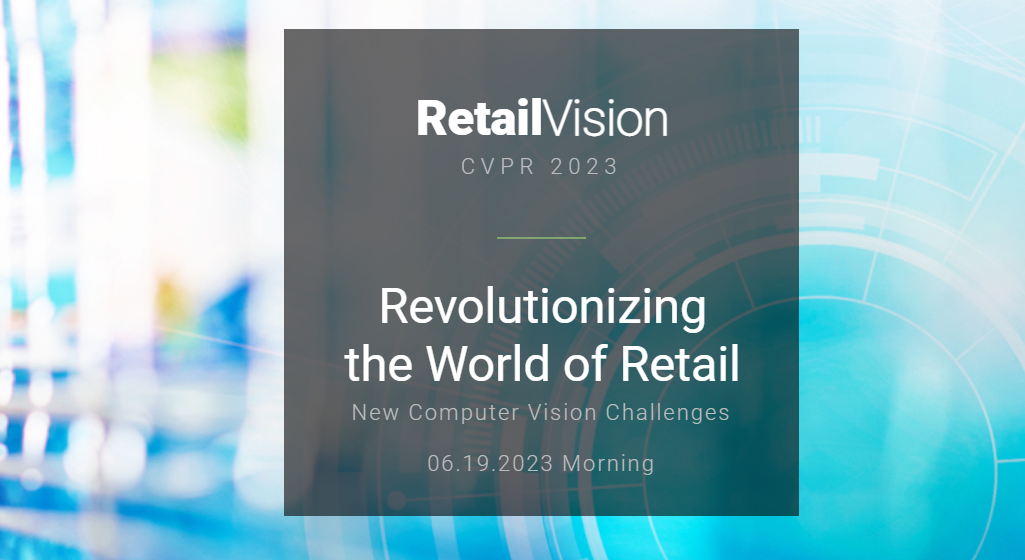 RetailVision
CVPR 2023
Revolutionizing
the World of Retail
New Computer Vision Challenges
06.19.2023 Morning